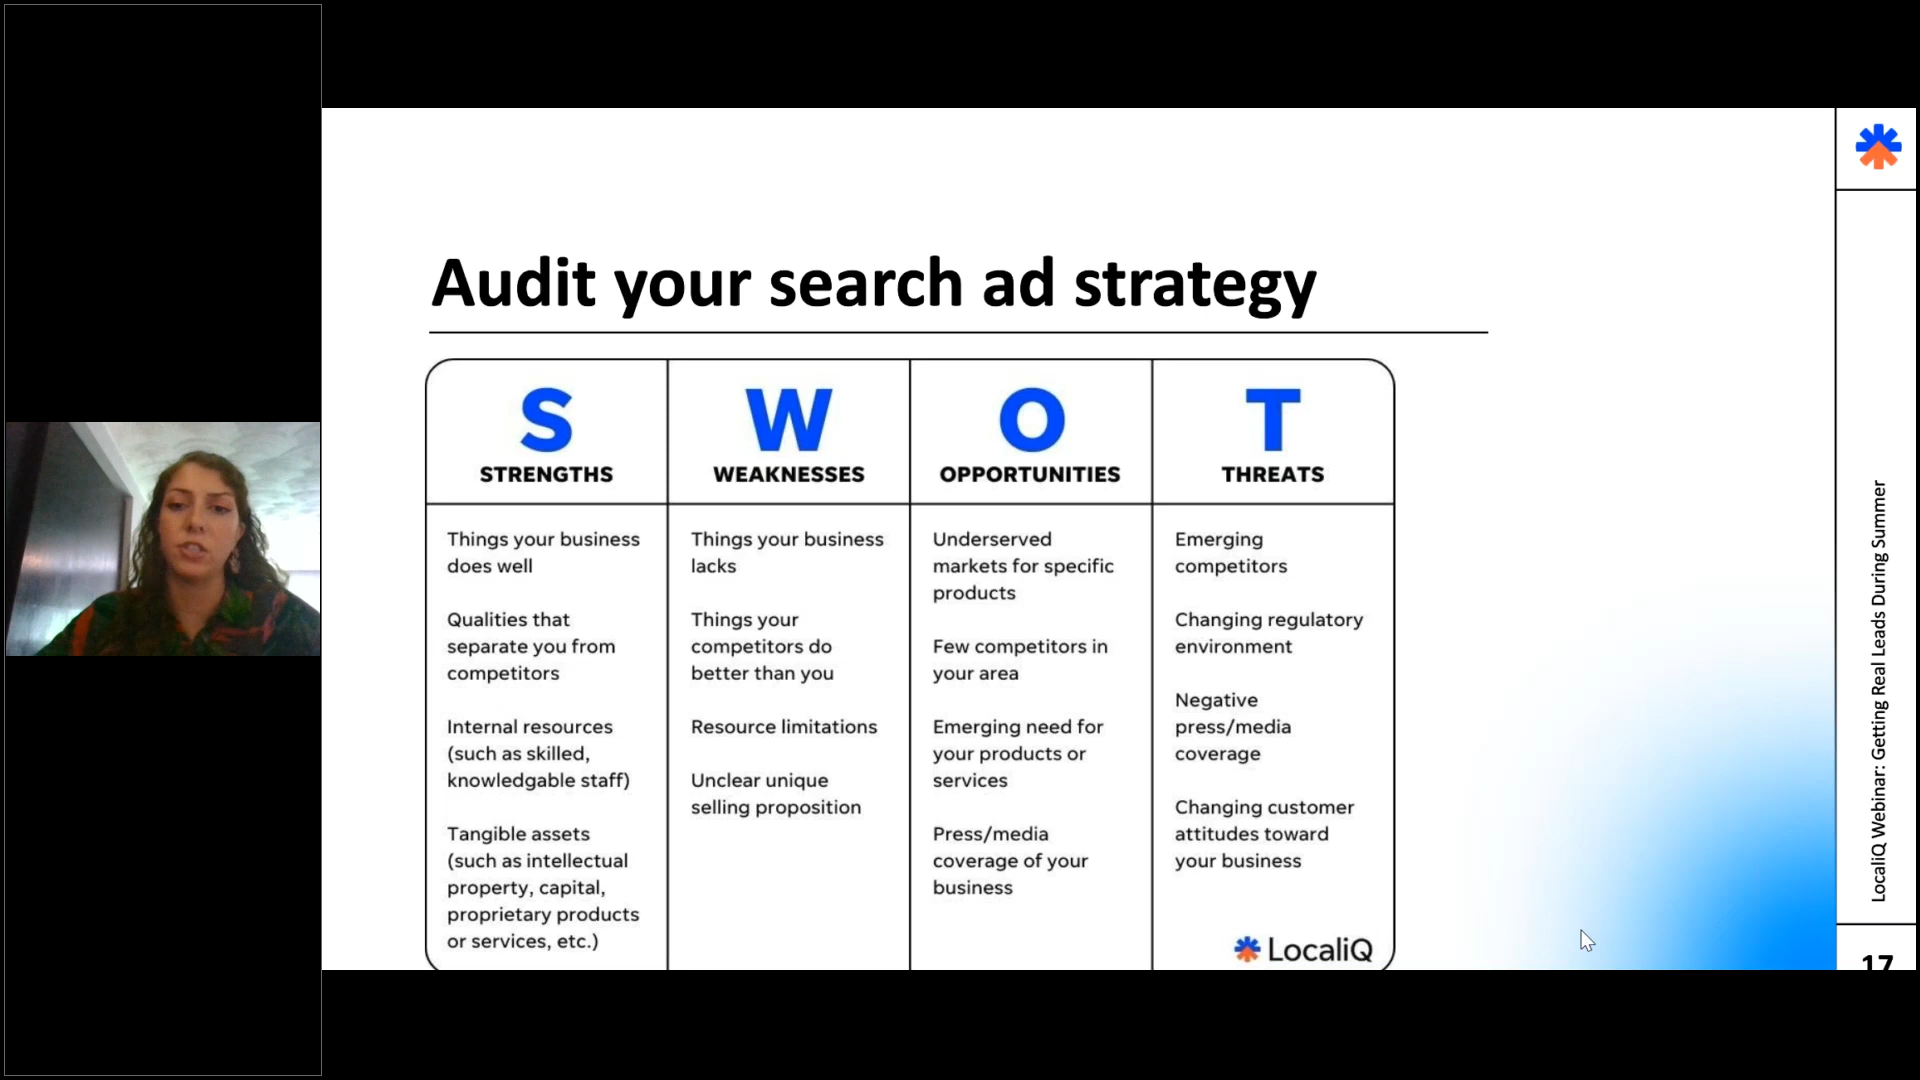 Audit your search ad strategy
S
STRENGTHS
Things your business
does well
Qualities that
separate you from
competitors
Internal resources
(such as skilled,
knowledgable staff)
Tangible assets
(such as intellectual
property, capital,
proprietary products
or services, etc.)
W
WEAKNESSES
Things your business
lacks
Things your
competitors do
better than you
Resource limitations
Unclear unique
selling proposition
O
OPPORTUNITIES
Underserved
markets for specific
products
Few competitors in
your area
Emerging need for
your products or
services
Press/media
coverage of your
business
T
THREATS
Emerging
competitors
Changing regulatory
environment
Negative
press/media
coverage
Changing customer
attitudes toward
your business
LocaliQ
LocaliQ Webinar: Getting Real Leads During Summer
17